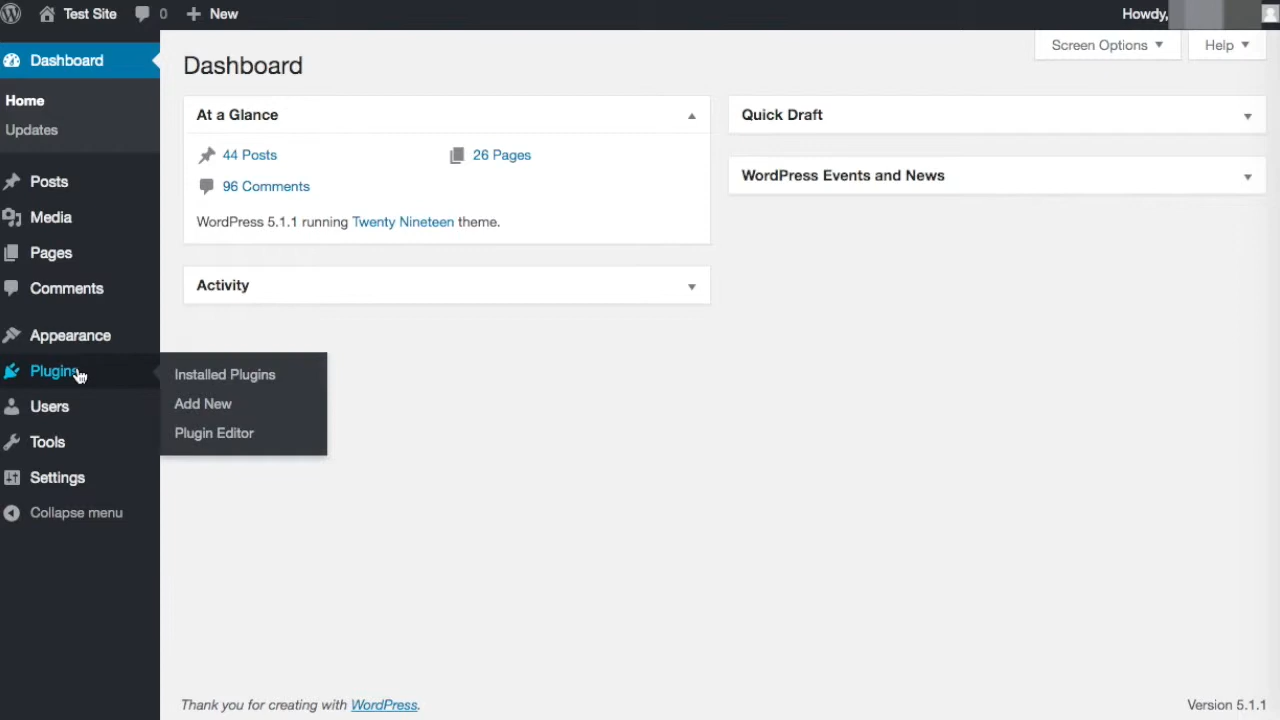 Test Site 0 New Howdy,
Screen Options Help
Dashboard
Home
Updates
Posts
Media
Pages
Comments
Appearance
Plugins
Installed Plugins
Add New
Plugin Editor
Users
Tools
Settings
Collapse menu
Dashboard
At a Glance
44 Posts 26 Pages
96 Comments
WordPress 5.1.1 running Twenty Nineteen theme.
Activity
Quick Draft
WordPress Events and News
Thank you for creating with WordPress. Version 5.1.1